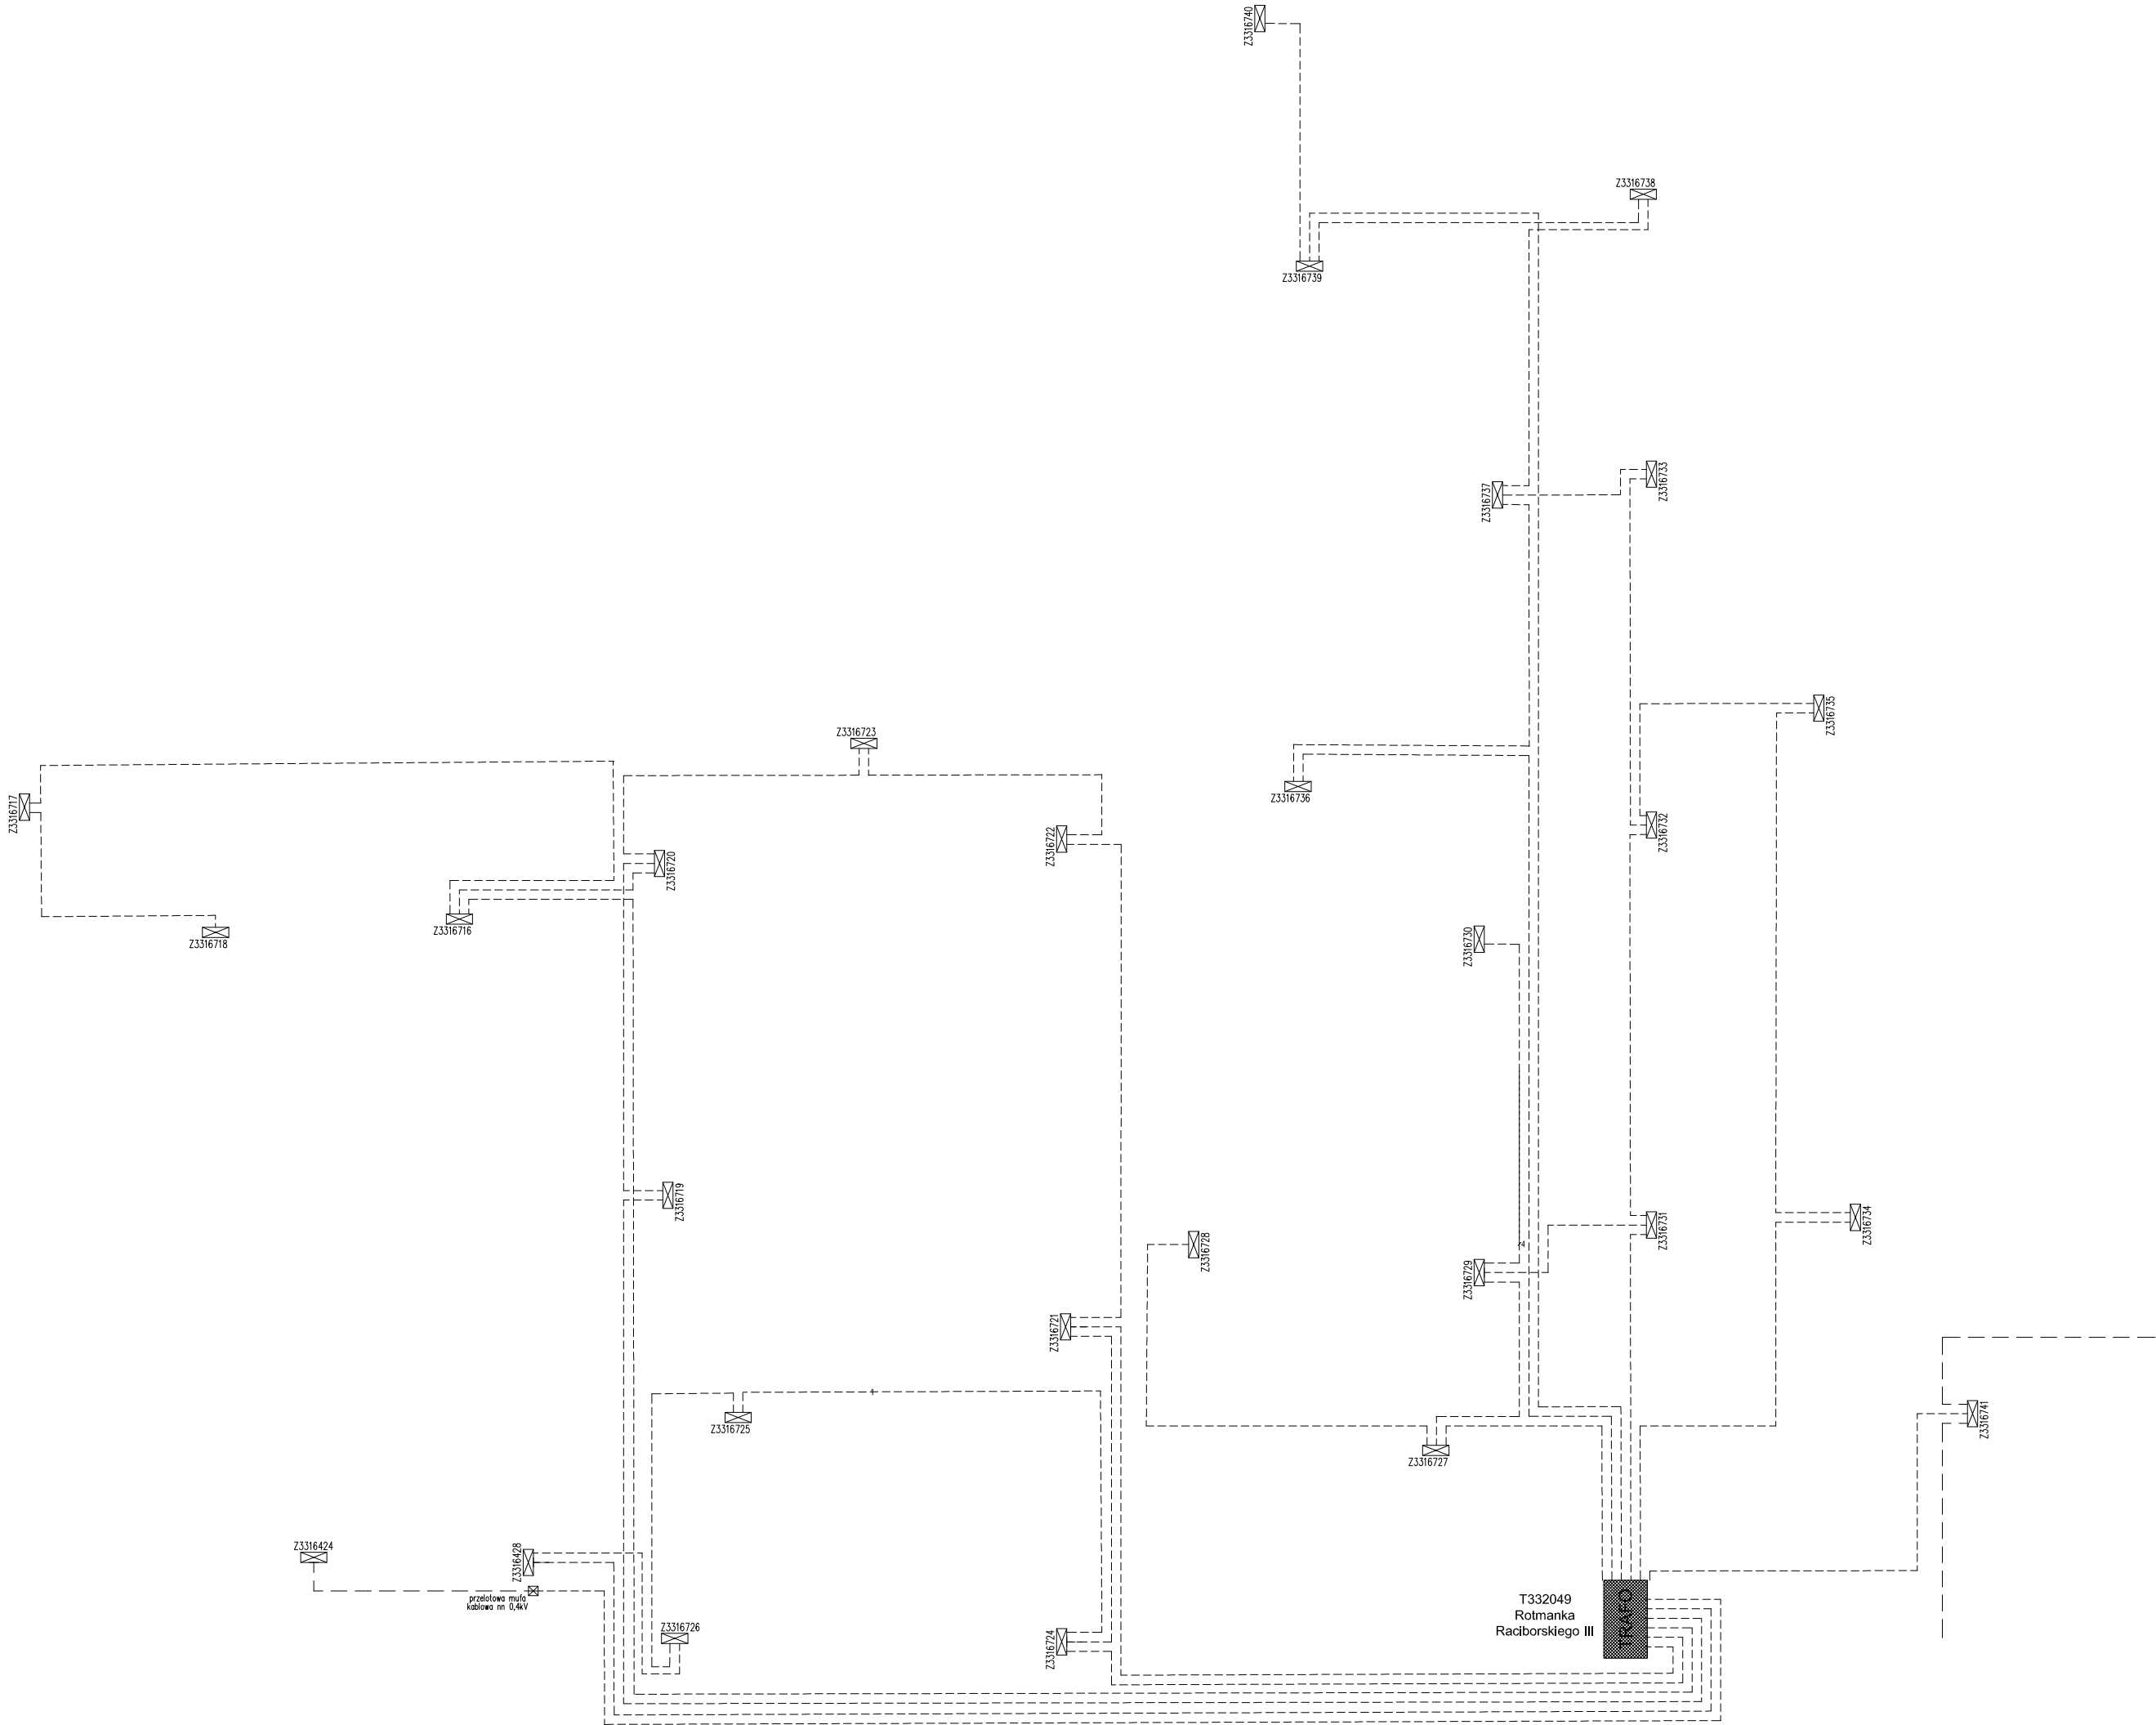 Z3316740
Z3316738
Z3316739
Z3316733
Z3316737
Z3316735
Z3316723
Z3316736
Z3316717
Z3316732
Z3316722
Z3316720
Z3316716
Z3316718
Z3316730
Z3316719
Z3316734
Z3316731
Z3316728
Z3316729
Z3316721
Z3316741
Z3316725
Z3316727
Z3316424
Z3316428
przelotowa mufa
kablowa nn 0,4kV
Z3316726
Z3316724
T332049
Rotmanka
Raciborskiego III
TRAFO